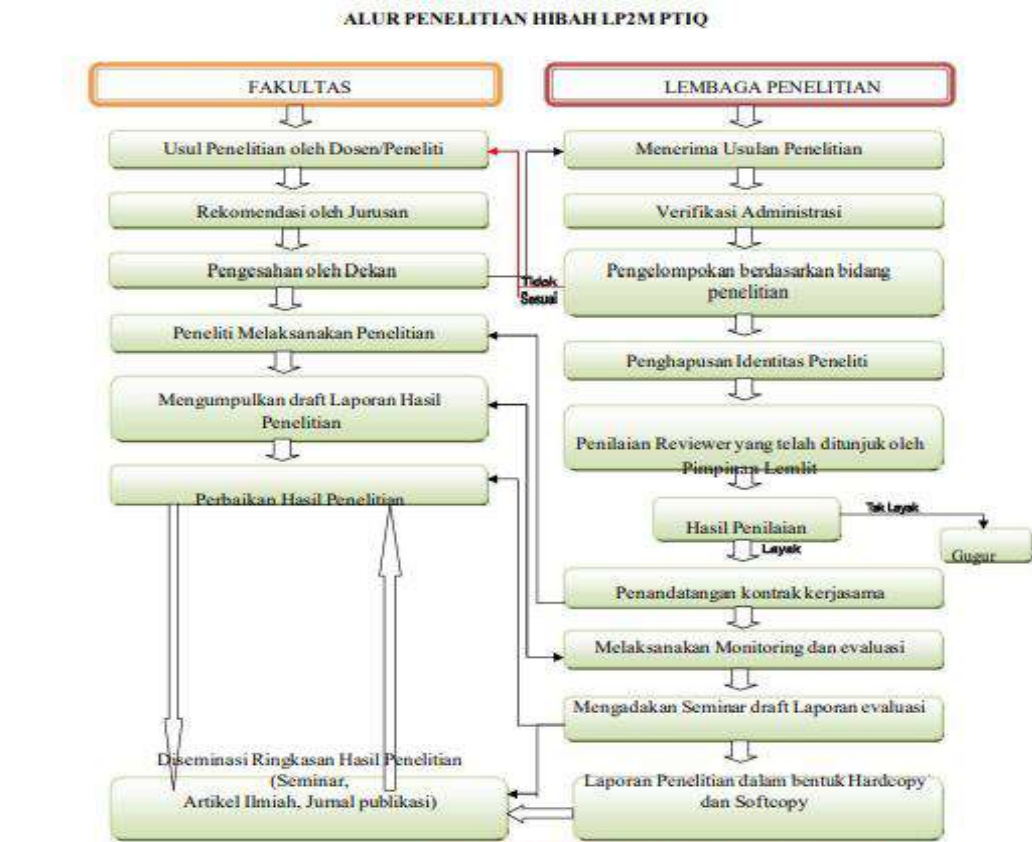 ALUR PENELITIAN HIBAH LP2M PTIQ
FAKULTAS
Usul Penelitian oleh Dosen/Peneliti
Rekomendasi oleh Jurusan
Pengesahan oleh Dekan
Peneliti Melaksanakan Penelitian
Mengumpulkan draft Laporan Hasil
Penelitian
Perbaikan Hasil Penelitian
Diseminasi Ringkasan Hasil Penelitian
(Seminar,
Artikel Ilmiah, Jurnal publikasi)
LEMBAGA PENELITIAN
Menerima Usulan Penelitian
Verifikasi Administrasi
Pengelompokan berdasarkan bidang
penelitian
Tidak
Sesuai
Penghapusan Identitas Peneliti
Penilaian Reviewer yang telah ditunjuk oleh
Pimpinan Lemlit
Hasil Penilaian
Tak Layak
Gugur
Layak
Penandatangan kontrak kerjasama
Melaksanakan Monitoring dan evaluasi
Mengadakan Seminar draft Laporan evaluasi
Laporan Penelitian dalam bentuk Hardcopy
dan Softcopy